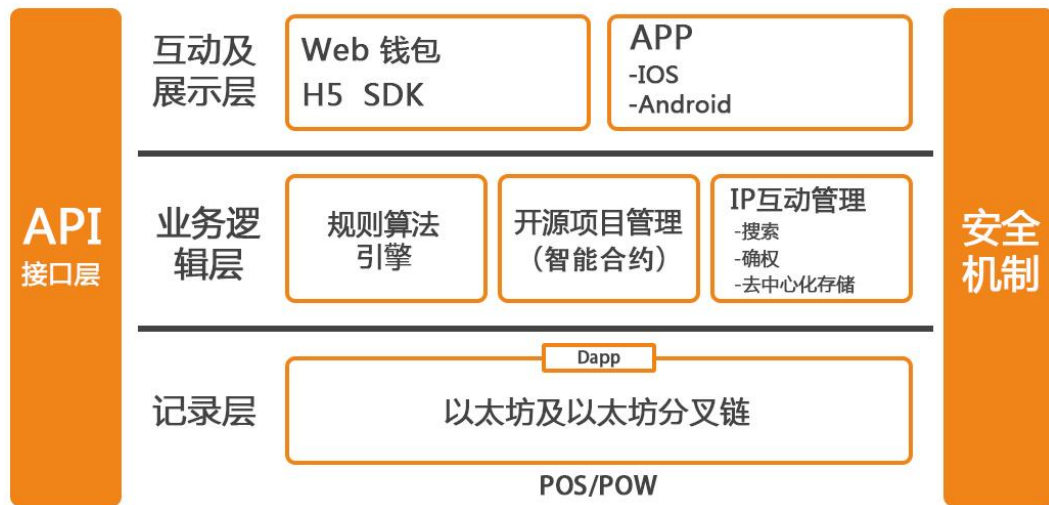 API
接口层
互动及
展示层
Web 钱包
H5 SDK
APP
-IOS
-Android
业务逻
辑层
规则算法
引擎
开源项目管理
（智能合约）
IP互动管理
-搜索
-确权
-去中心化存储
记录层
Dapp
以太坊及以太坊分叉链
POS/POW
安全
机制